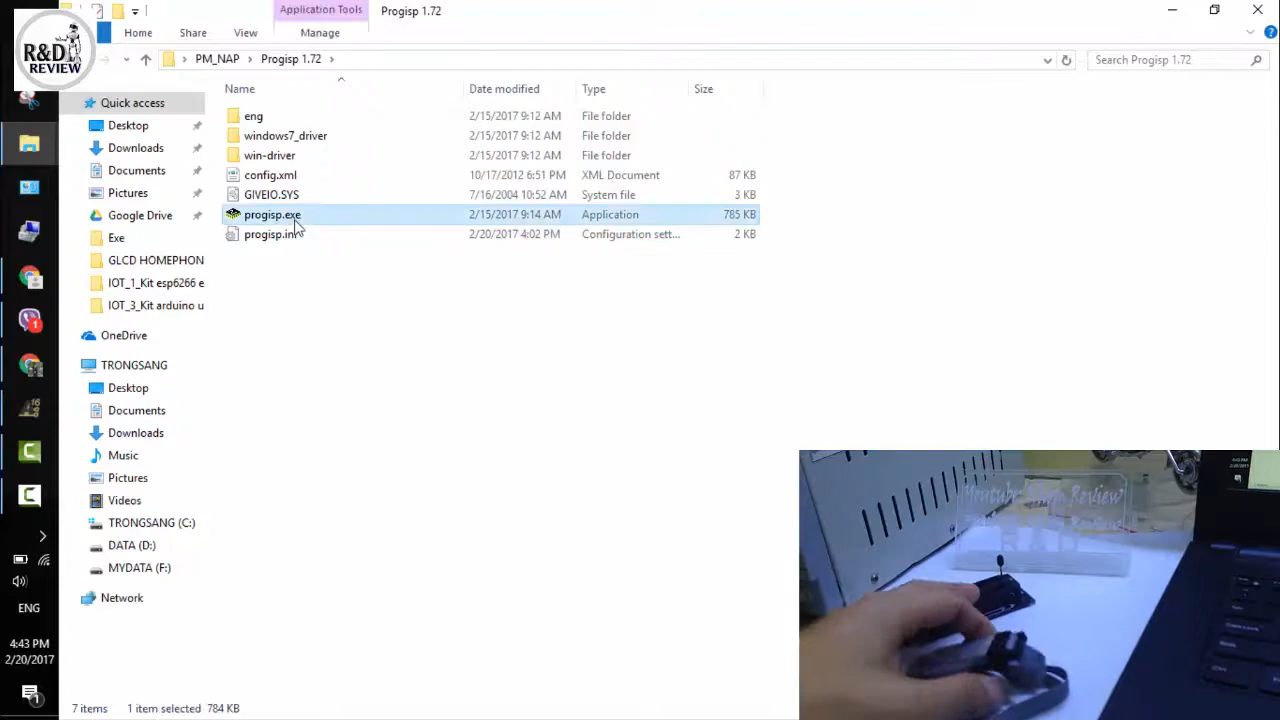 Application Tools
Progisp 1.72
Home
Share
View
Manage
R&D
REVIEW
PM_NAP
Progisp 1.72
Search Progisp 1.72
Name
Date modified
Type
Size
Quick access
Desktop
Downloads
Documents
Pictures
Google Drive
Exe
GLCD HOMEPHON
IOT_1_Kit esp6266 e
IOT_3_Kit arduino u
OneDrive
TRONGSANG
Desktop
Documents
Downloads
Music
Pictures
Videos
TRONGSANG (C:)
DATA (D:)
MYDATA (F:)
Network
eng 2/15/2017 9:12 AM File folder
windows7_driver 2/15/2017 9:12 AM File folder
win-driver 2/15/2017 9:12 AM File folder
config.xml 10/17/2012 6:51 PM XML Document 87 KB
GIVEIO.SYS 7/16/2004 10:52 AM System file 3 KB
progisp.exe 2/15/2017 9:14 AM Application 785 KB
progisp.in 2/20/2017 4:02 PM Configuration sett... 2 KB
1
ENG
4:43 PM
2/20/2017
1
7 items 1 item selected 784 KB
Youtube Review